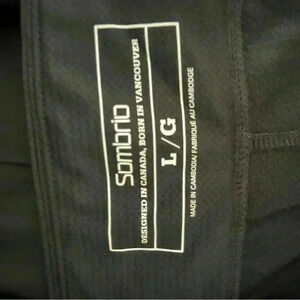 Sombrio
DESIGNED IN CANADA, BORN IN VANCOUVER
L/G
MADE IN CAMBODIA/ FABRIQUÉ AU CAMBODGE